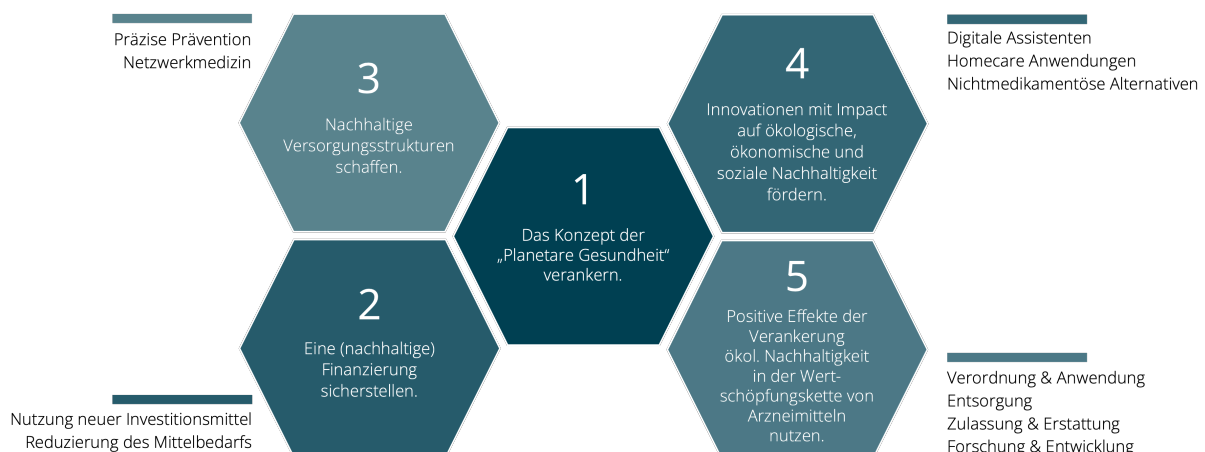 Präzise Prävention
Netzwerkmedizin
3
Nachhaltige
Versorgungsstrukturen
schaffen.
4
Innovationen mit Impact
auf ökologische,
ökonomische und
soziale Nachhaltigkeit
fördern.
Digitale Assistenten
Homecare Anwendungen
Nichtmedikamentöse Alternativen
1
Das Konzept der
„Planetare Gesundheit“
verankern.
2
Eine (nachhaltige)
Finanzierung
sicherstellen.
Nutzung neuer Investitionsmittel
Reduzierung des Mittelbedarfs
5
Positive Effekte der
Verankerung
ökol. Nachhaltigkeit
in der Wert-
schöpfungskette von
Arzneimitteln
nutzen.
Verordnung & Anwendung
Entsorgung
Zulassung & Erstattung
Forschung & Entwicklung